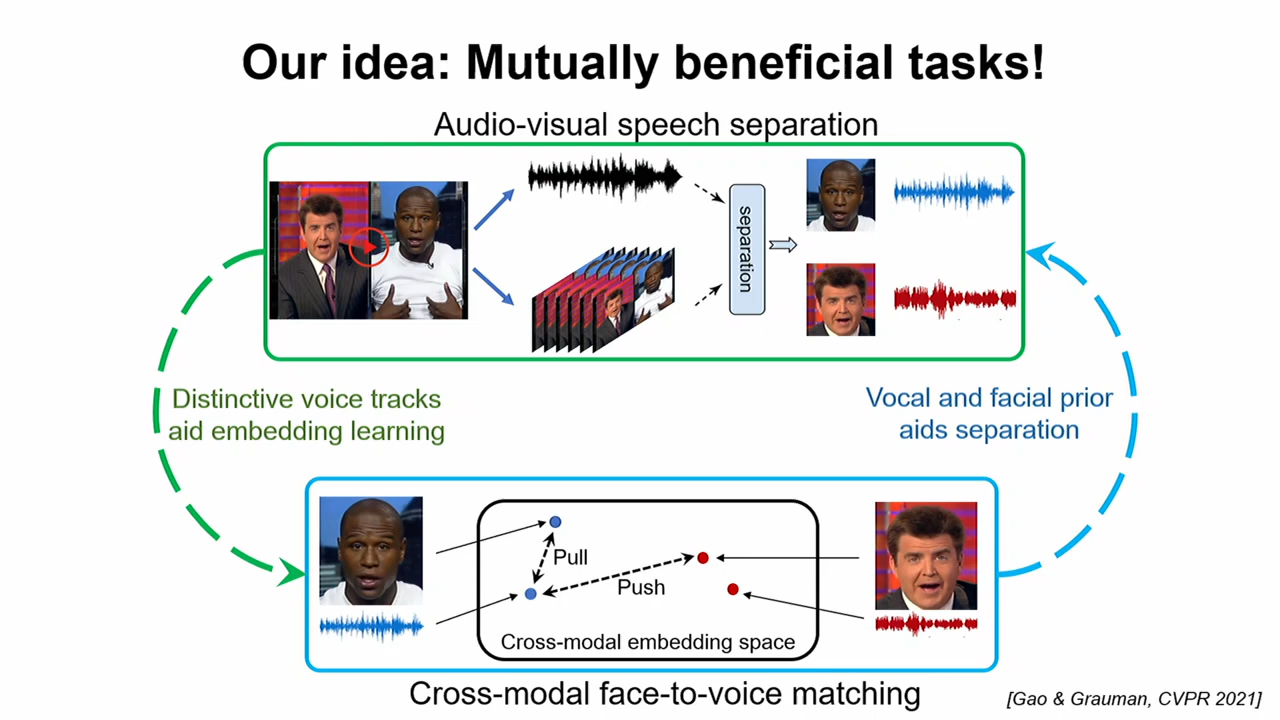 Our idea: Mutually beneficial tasks!
Audio-visual speech separation
separation
Distinctive voice tracks
aid embedding learning
Vocal and facial prior
aids separation
Pull
Push
Cross-modal embedding space
Cross-modal face-to-voice matching
[Gao & Grauman, CVPR 2021]